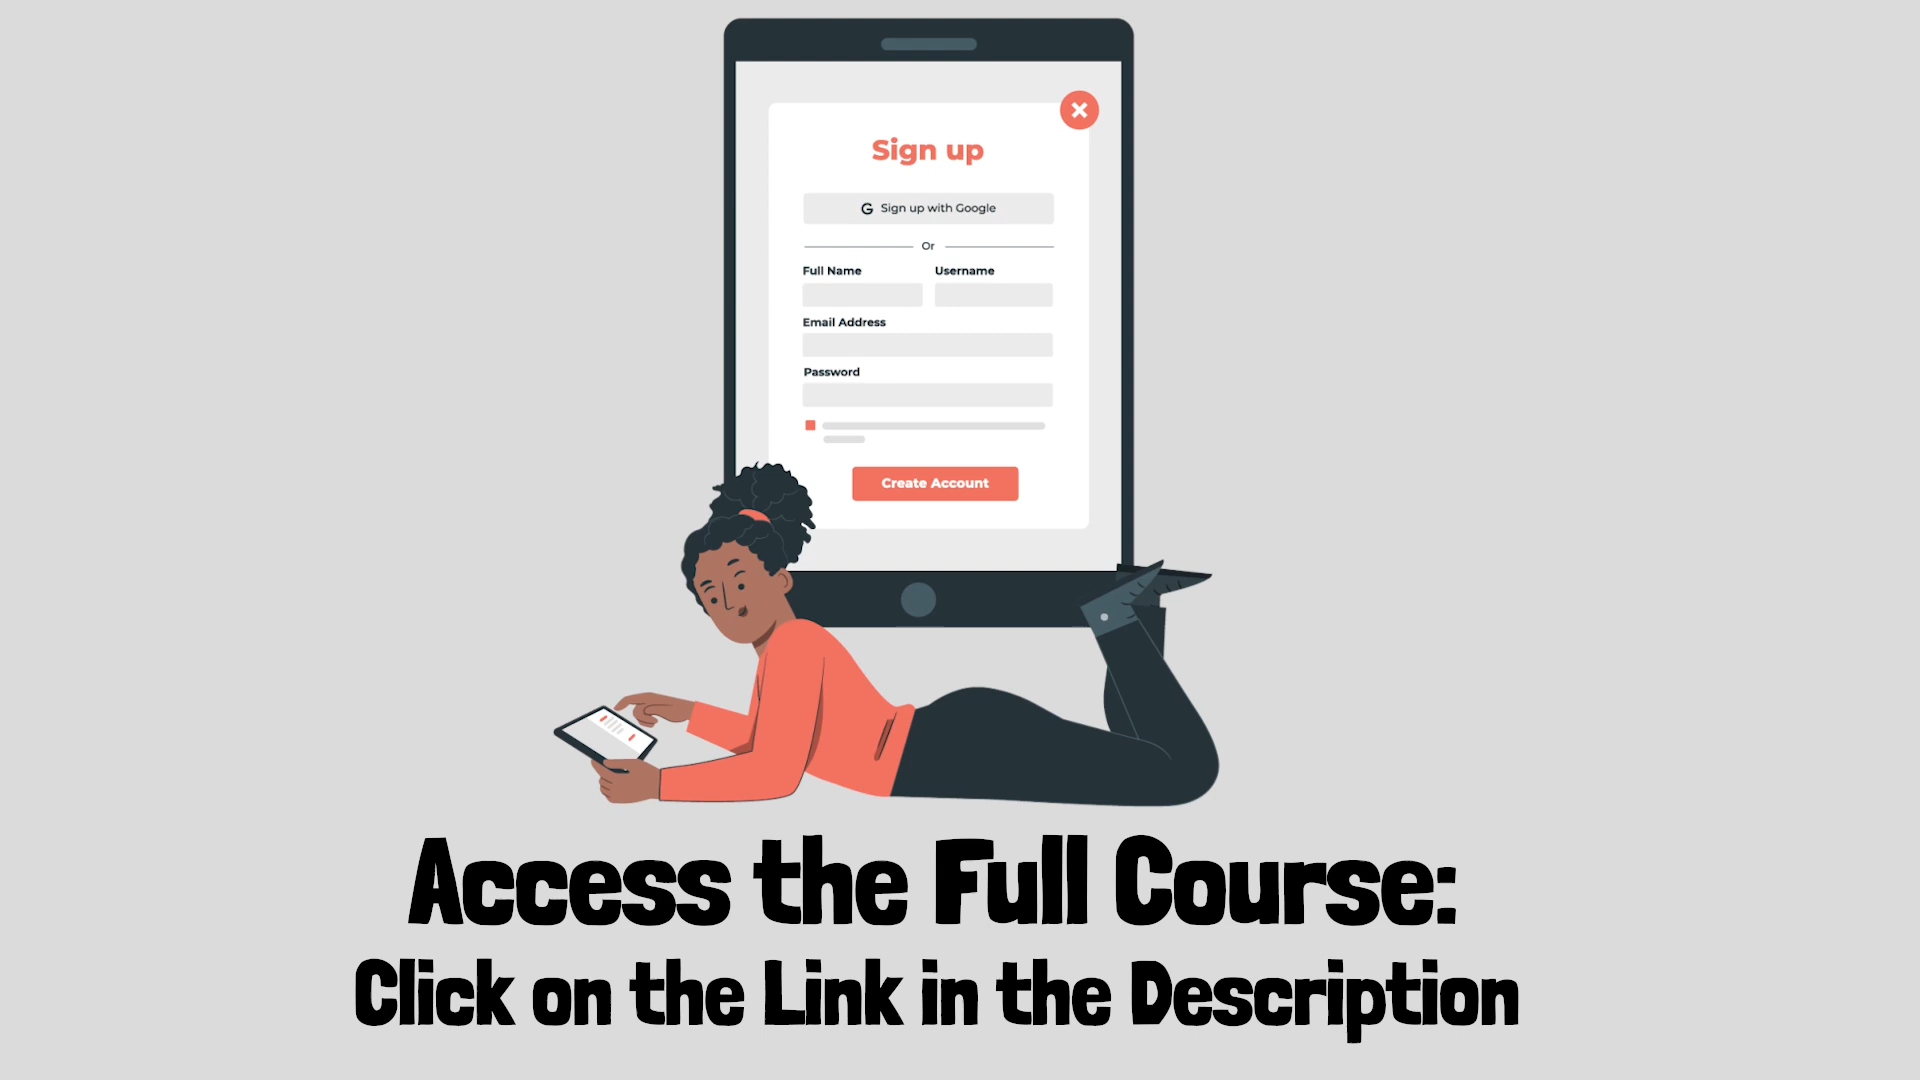 Sign up
G Sign up with Google
Or
Full Name Username
Email Address
Password
Create Account
Access the Full Course:
Click on the Link in the Description